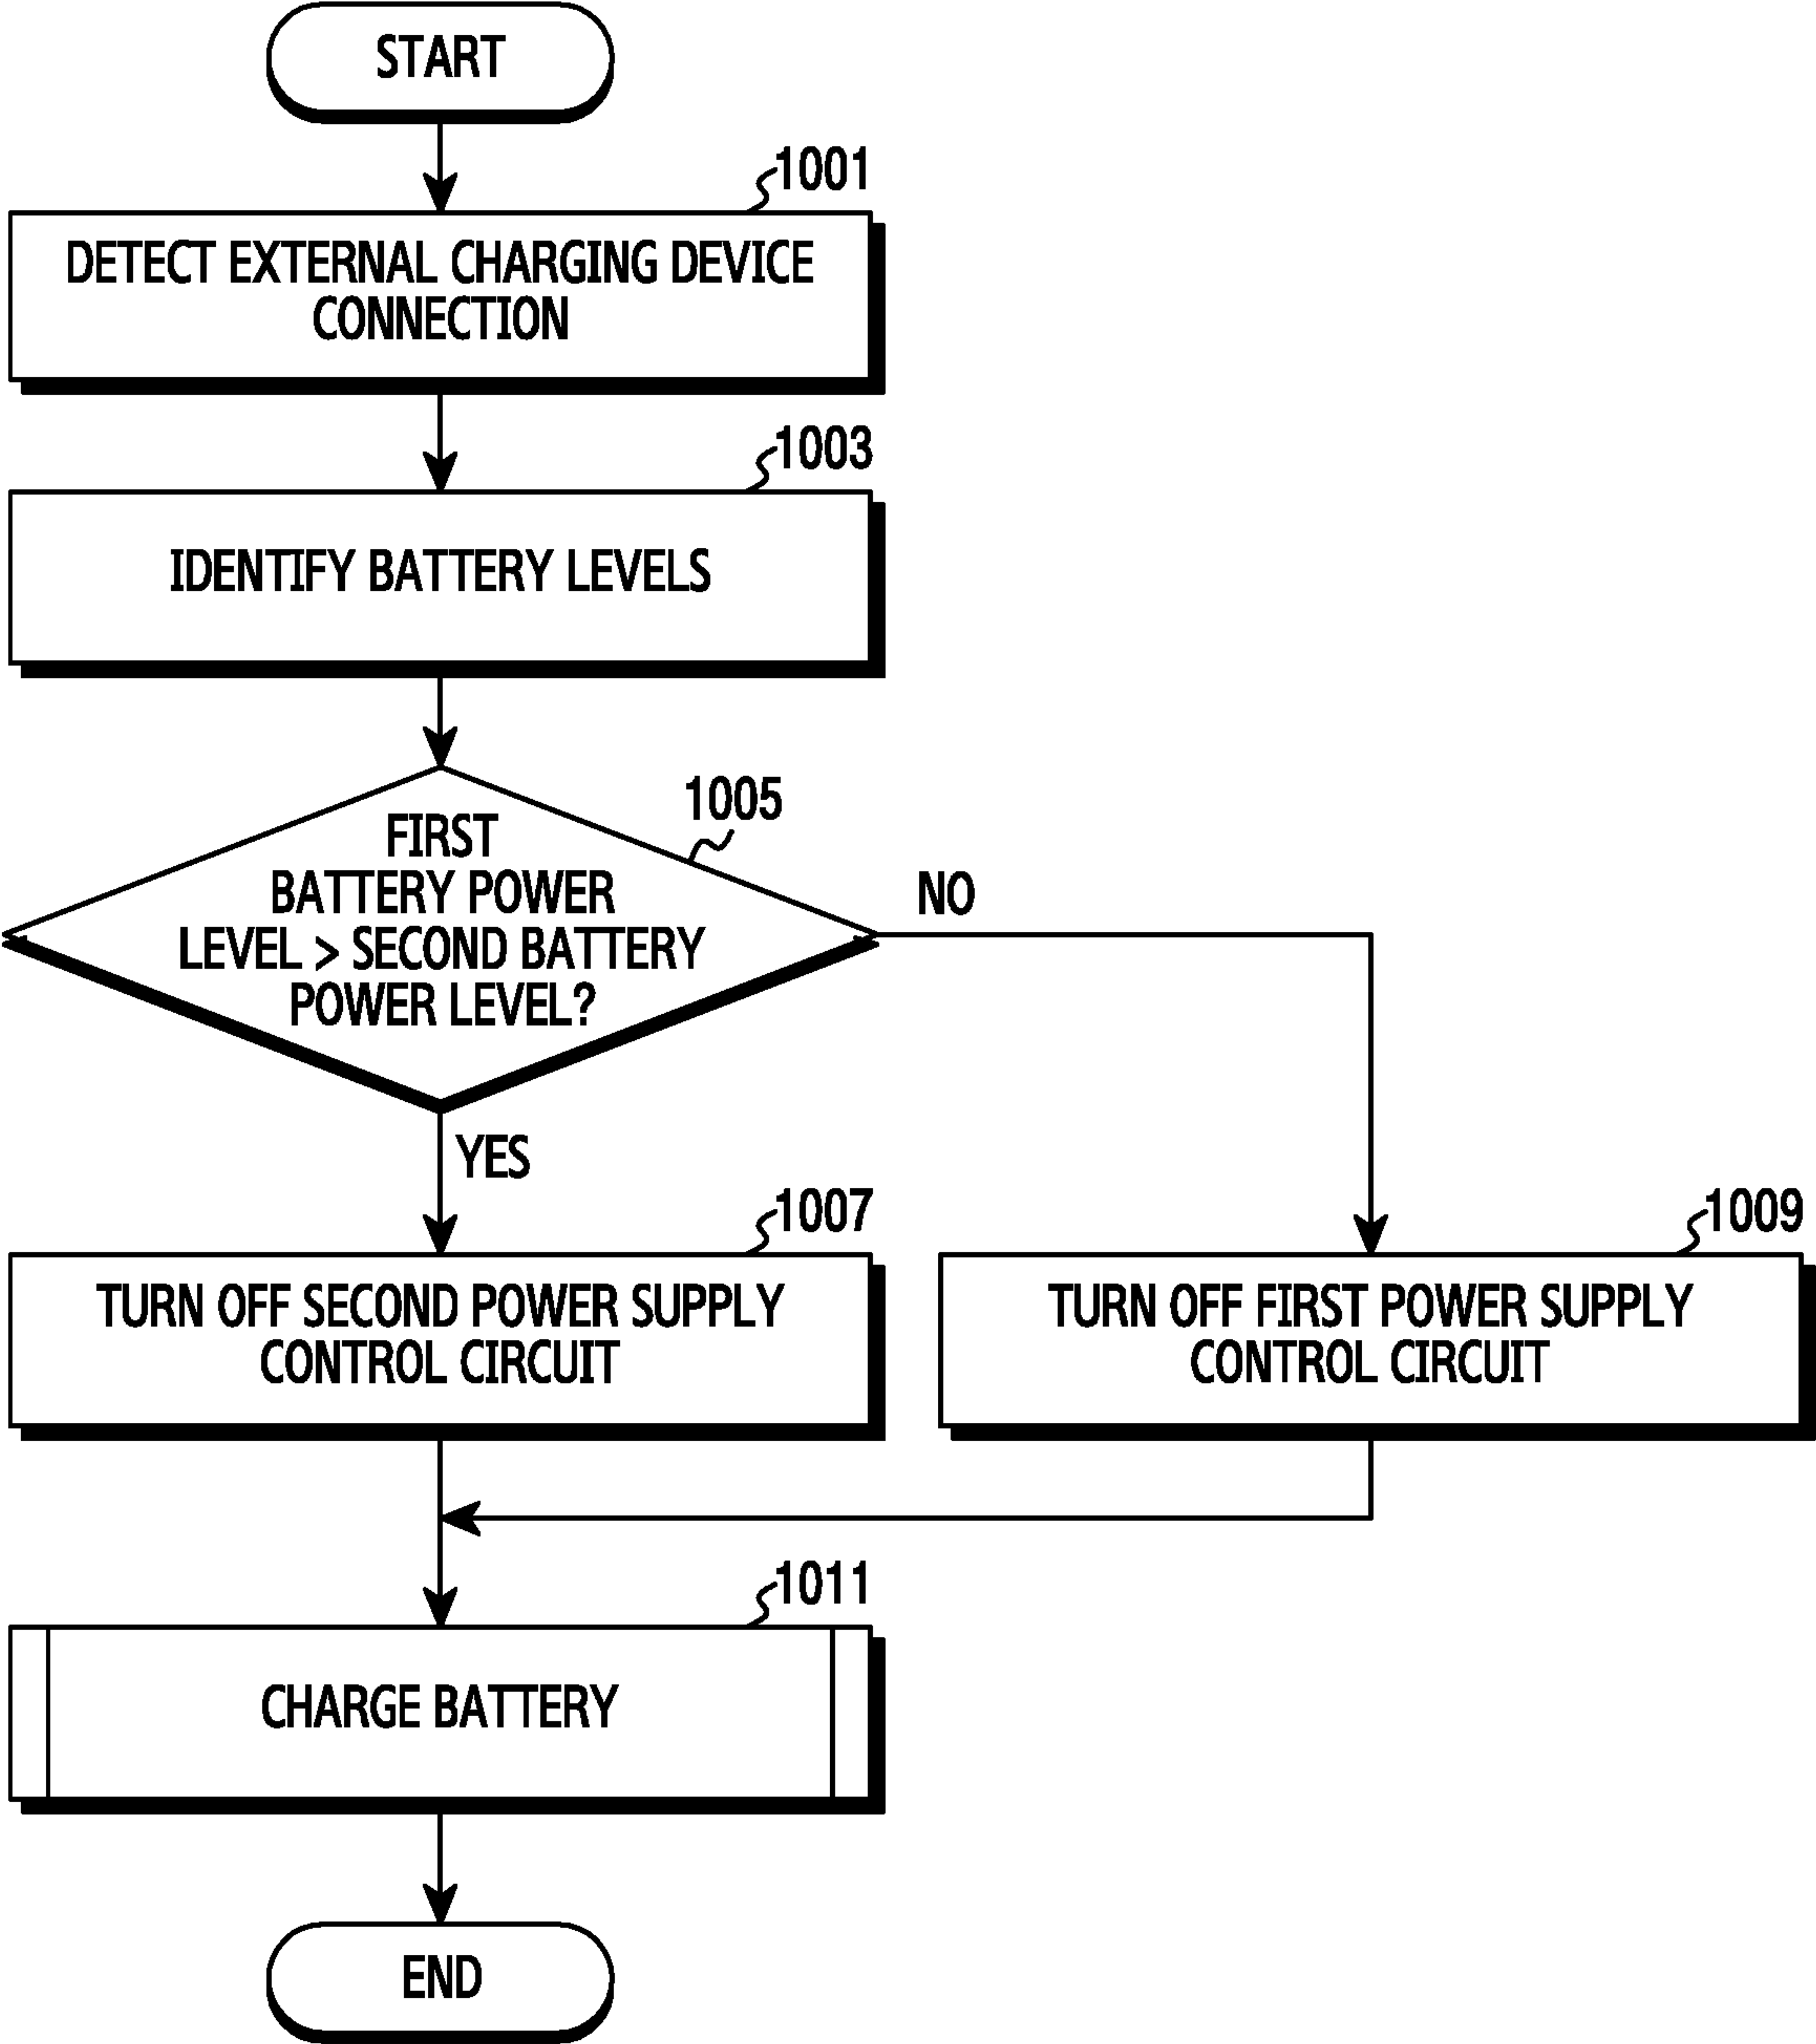 START
1001
DETECT EXTERNAL CHARGING DEVICE
CONNECTION
1003
IDENTIFY BATTERY LEVELS
1005
FIRST
BATTERY POWER
LEVEL > SECOND BATTERY
POWER LEVEL?
NO
YES
1007
TURN OFF SECOND POWER SUPPLY
CONTROL CIRCUIT
1009
TURN OFF FIRST POWER SUPPLY
CONTROL CIRCUIT
1011
CHARGE BATTERY
END